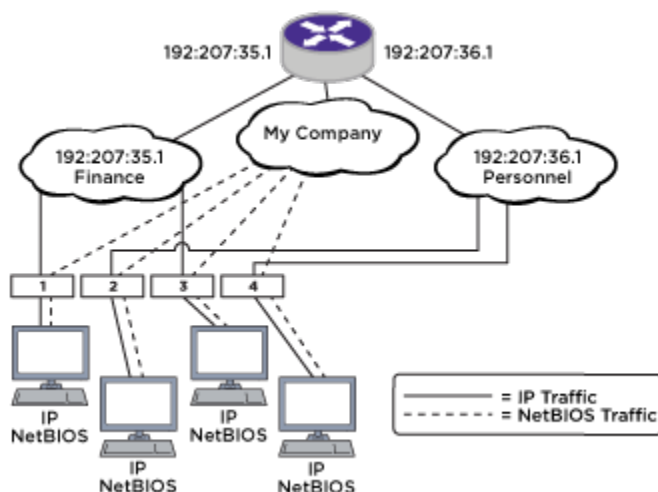 192:207:35.1
192:207:36.1
My Company
192:207:35.1
Finance
192:207:36.1
Personnel
1
2
3
4
IP
NetBIOS
IP
NetBIOS
IP
NetBIOS
IP
NetBIOS
= IP Traffic
= NetBIOS Traffic